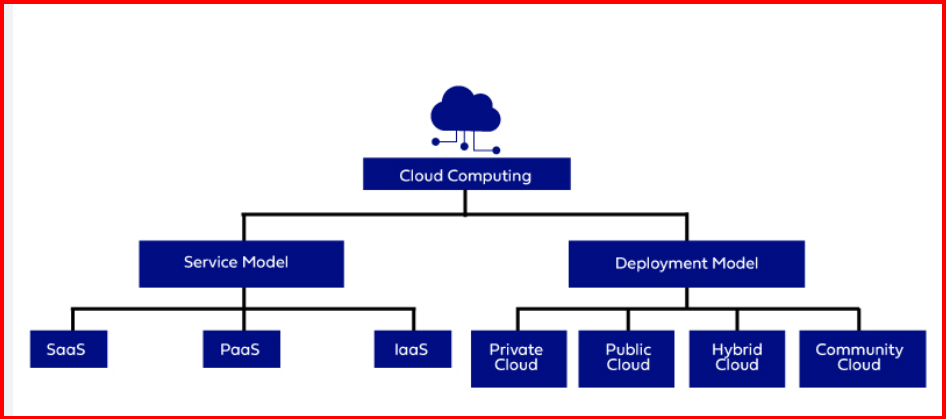 Cloud Computing
Service Model
Deployment Model
SaaS
PaaS
IaaS
Private
Cloud
Public
Cloud
Hybrid
Cloud
Community
Cloud